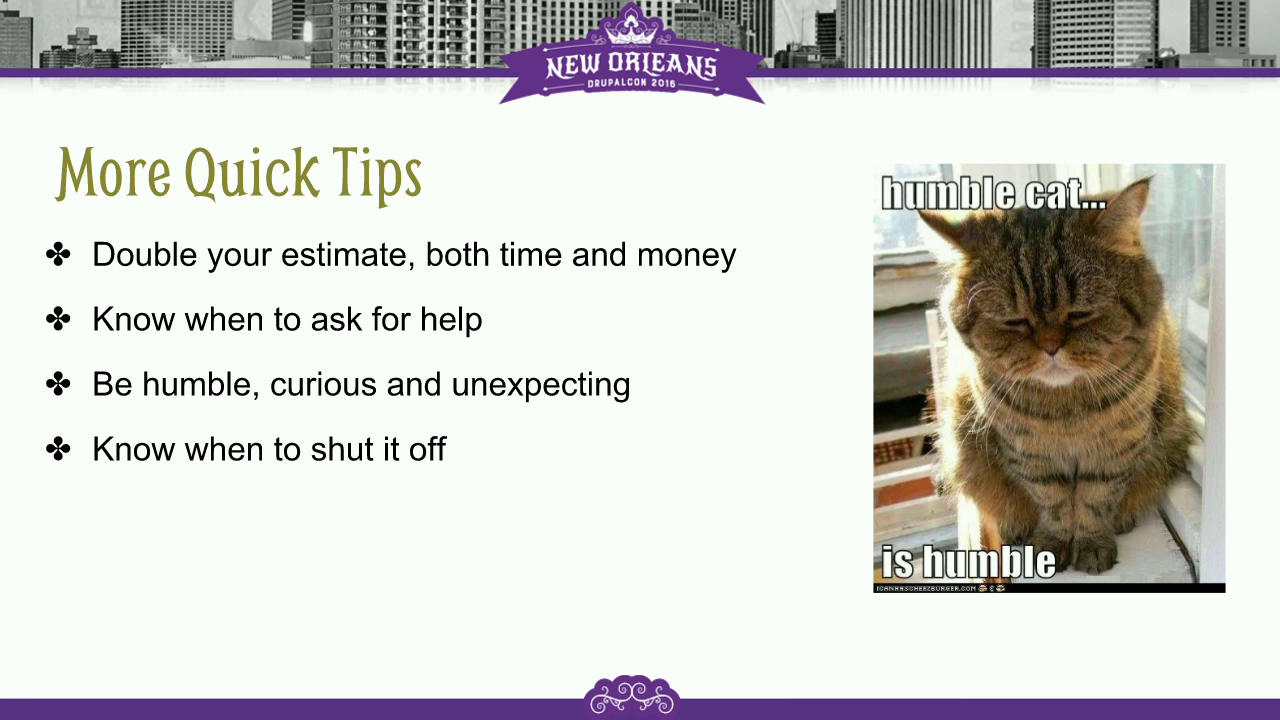 NEW ORLEANS
DRUPALCON 2016
More Quick Tips
Double your estimate, both time and money
Know when to ask for help
Be humble, curious and unexpecting
Know when to shut it off
humble cat...
is humble
ICANHASCHEEZBURGER.COM